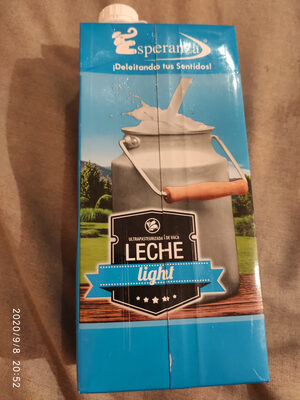 Esperanza
¡Deleitando tus Sentidos!
ULTRAPASTEURIZADA DE VACA
LECHE
light
2020/9/8 20:52